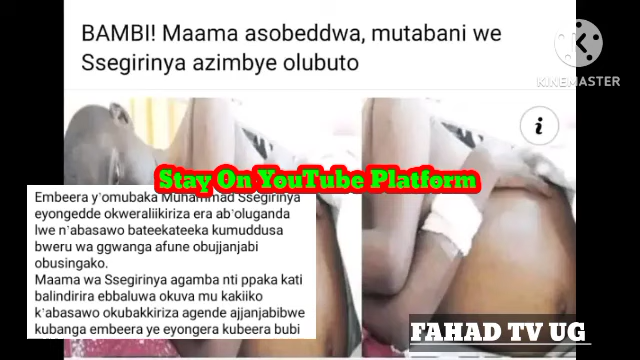 BAMBI! Maama asobeddwa, mutabani we
Ssegirinya azimbye olubuto
KINEMASTER
i
Stay On YouTube Platform
Embeera y'omubaka Muhammad Ssegirinya
eyongedde okweraliikiriza era ab'oluganda
lwe n'abasawo bateekateeka kumuddusa
bweru wa ggwanga afune obujjanjabi
obusingako.
Maama wa Ssegirinya agamba nti ppaka kati
balindirira ebbaluwa okuva mu kakiiko
k'abasawo okubakkiriza agende ajjanjabibwe
kubanga embeera ye eyongera kubeera bubi
FAHAD TV UG